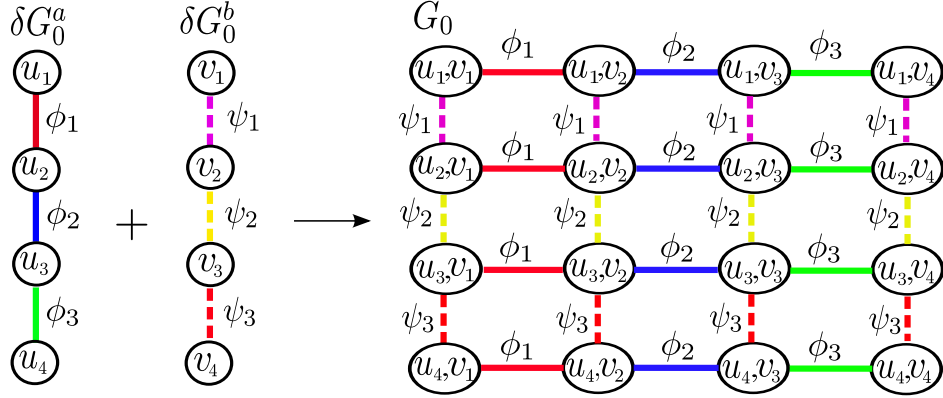 δG₀ᵃ δG₀ᵇ G₀
u₁ v₁ u₁,v₁ ϕ₁ u₁,v₂ ϕ₂ u₁,v₃ ϕ₃ u₁,v₄
ϕ₁ ψ₁ ψ₁ ψ₁ ψ₁ ψ₁
u₂ v₂ u₂,v₁ ϕ₁ u₂,v₂ ϕ₂ u₂,v₃ ϕ₃ u₂,v₄
ϕ₂ + ψ₂ ψ₂ ψ₂ ψ₂ ψ₂
u₃ v₃ u₃,v₁ ϕ₁ u₃,v₂ ϕ₂ u₃,v₃ ϕ₃ u₃,v₄
ϕ₃ ψ₃ ψ₃ ψ₃ ψ₃ ψ₃
u₄ v₄ u₄,v₁ ϕ₁ u₄,v₂ ϕ₂ u₄,v₃ ϕ₃ u₄,v₄